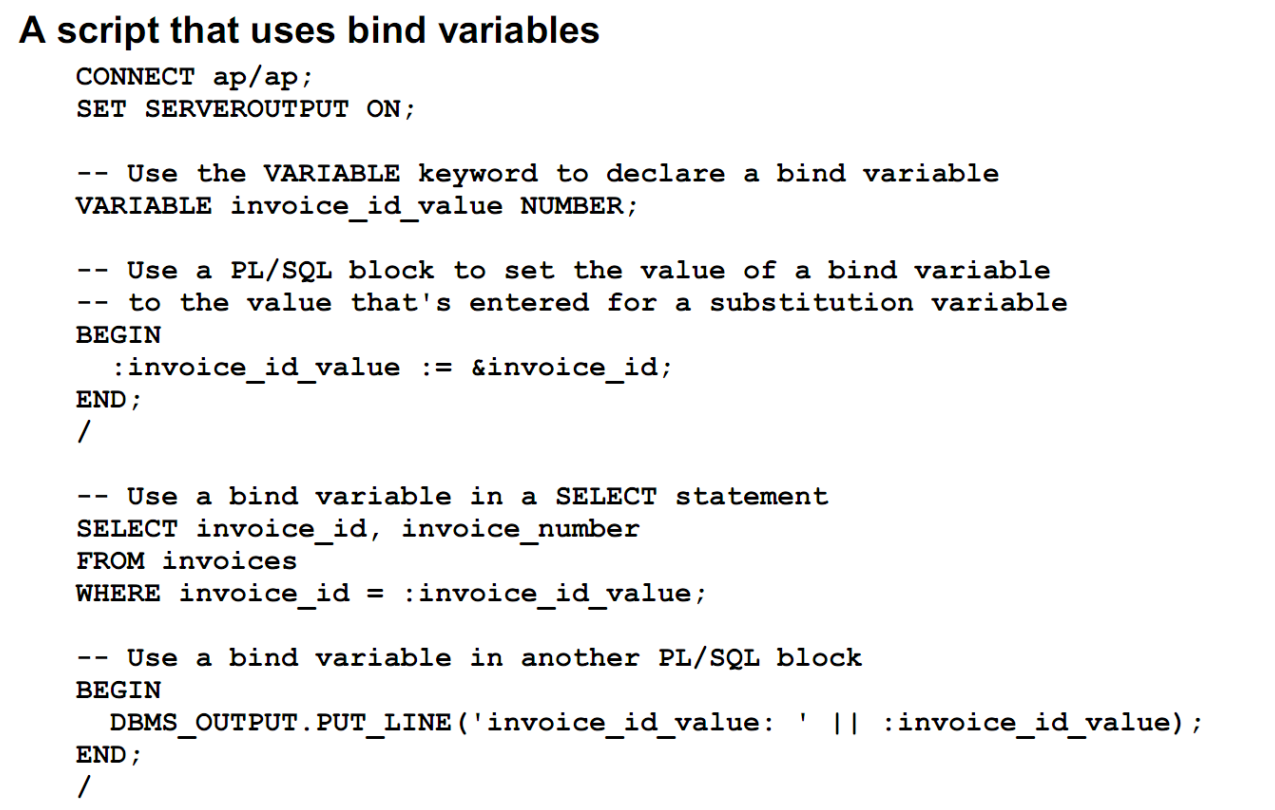 A script that uses bind variables
CONNECT ap/ap;
SET SERVEROUTPUT ON;
-- Use the VARIABLE keyword to declare a bind variable
VARIABLE invoice_id_value NUMBER;
-- Use a PL/SQL block to set the value of a bind variable
-- to the value that's entered for a substitution variable
BEGIN
  :invoice_id_value := &invoice_id;
END;
/
-- Use a bind variable in a SELECT statement
SELECT invoice_id, invoice_number
FROM invoices
WHERE invoice_id = :invoice_id_value;
-- Use a bind variable in another PL/SQL block
BEGIN
  DBMS_OUTPUT.PUT_LINE('invoice_id_value: ' || :invoice_id_value);
END;
/